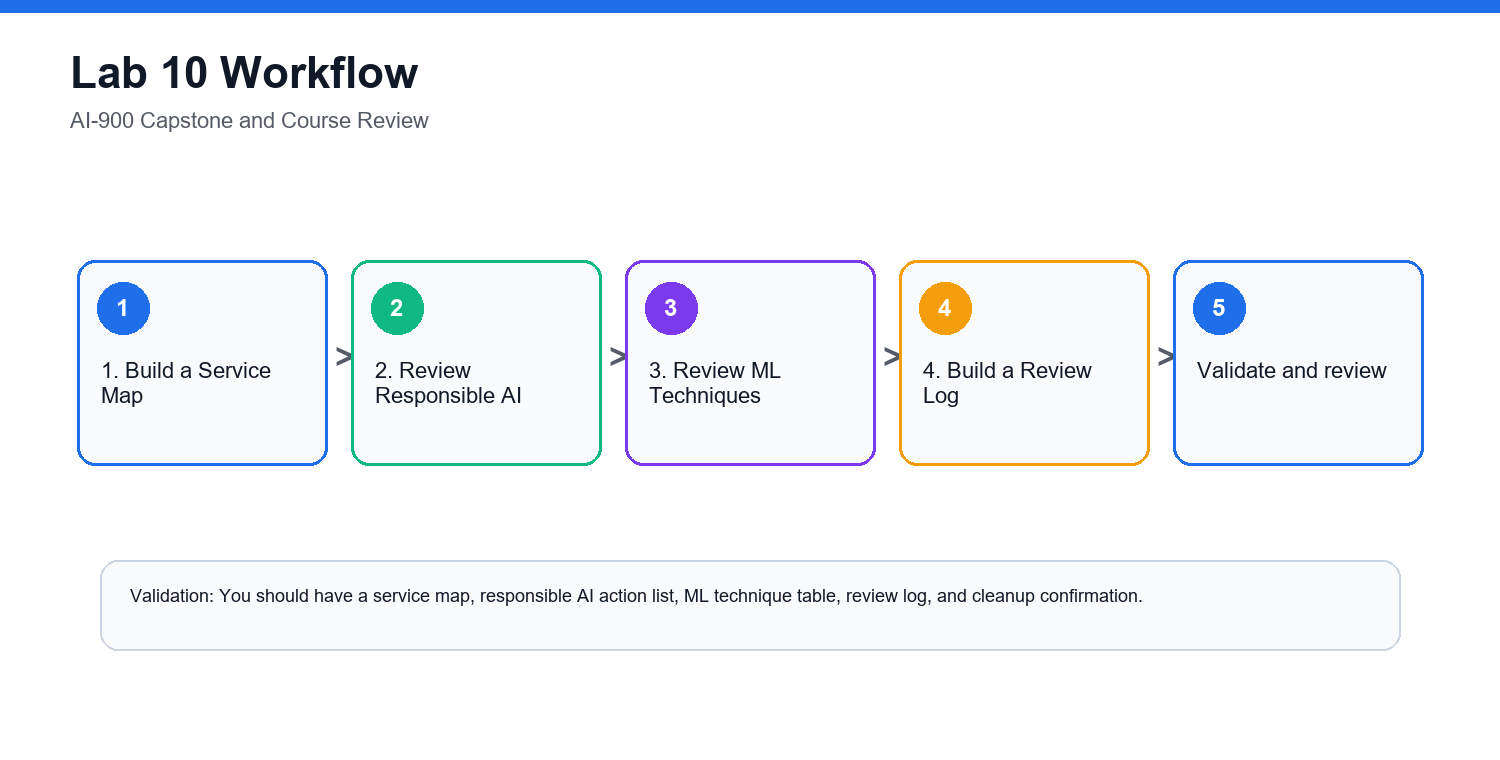 Lab 10 Workflow
AI-900 Capstone and Course Review
1
1. Build a Service
Map
>
2
2. Review
Responsible AI
>
3
3. Review ML
Techniques
>
4
4. Build a Review
Log
>
5
Validate and review
Validation: You should have a service map, responsible AI action list, ML technique table, review log, and cleanup confirmation.